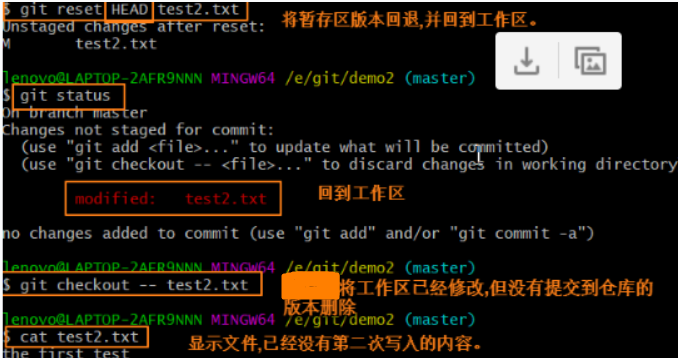 $ git reset HEAD test2.txt 将暂存区版本回退,并回到工作区。
Unstaged changes after reset:
M test2.txt
lenovo@LAPTOP-2AFR9NNN MINGW64 /e/git/demo2 (master)
$ git status
On branch master
Changes not staged for commit:
(use "git add <file>..." to update what will be committed)
(use "git checkout -- <file>..." to discard changes in working directory
modified: test2.txt 回到工作区
no changes added to commit (use "git add" and/or "git commit -a")
lenovo@LAPTOP-2AFR9NNN MINGW64 /e/git/demo2 (master)
$ git checkout -- test2.txt 将工作区已经修改,但没有提交到仓库的
版本删除
lenovo@LAPTOP-2AFR9NNN MINGW64 /e/git/demo2 (master)
$ cat test2.txt 显示文件,已经没有第二次写入的内容。
the first test